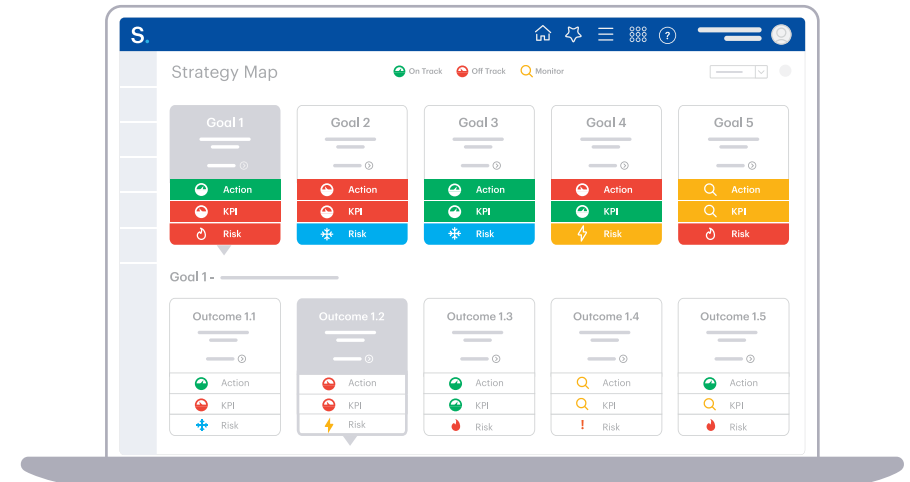 S.
?
Strategy Map
On Track Off Track Monitor
Goal 1 Goal 2 Goal 3 Goal 4 Goal 5
Action Action Action Action Action
KPI KPI KPI KPI KPI
Risk Risk Risk Risk Risk
Goal 1 -
Outcome 1.1 Outcome 1.2 Outcome 1.3 Outcome 1.4 Outcome 1.5
Action Action Action Action Action
KPI KPI KPI KPI KPI
Risk Risk Risk ! Risk Risk